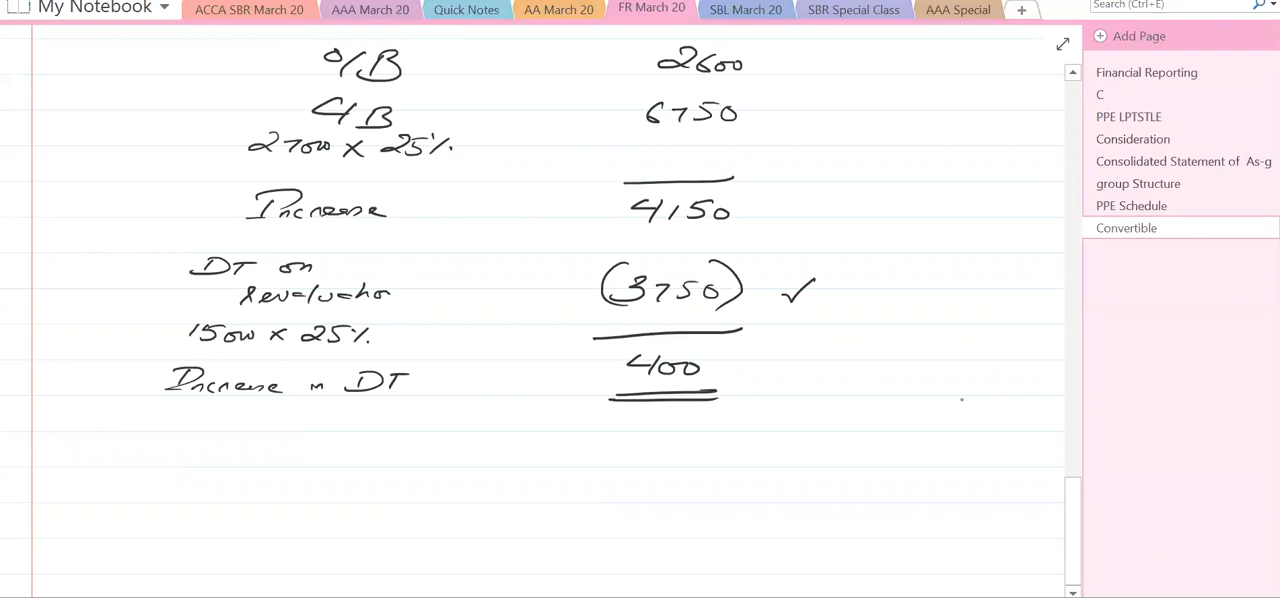 My Notebook
ACCA SBR March 20
AAA March 20
Quick Notes
AA March 20
FR March 20
SBL March 20
SBR Special Class
AAA Special
Search (Ctrl+E)
Add Page
Financial Reporting
C
PPE LPTSTLE
Consideration
Consolidated Statement of As-g
group Structure
PPE Schedule
Convertible
O/B 2600
C/B 6750
27000 x 25%
Increase 4150
DT on (3750) ✓
revaluation
15000 x 25%
400
Increase in DT